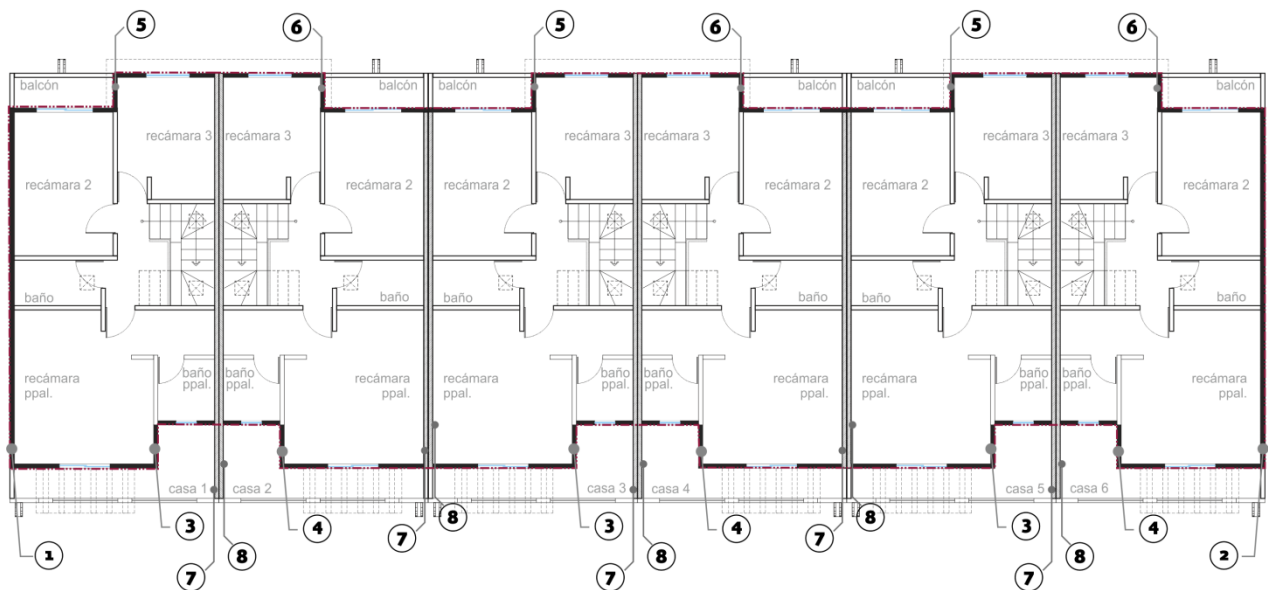 5 6 5 6 5 6
balcón balcón balcón balcón balcón balcón
recámara 3 recámara 3 recámara 3 recámara 3 recámara 3 recámara 3
recámara 2 recámara 2 recámara 2 recámara 2 recámara 2 recámara 2
baño baño baño baño baño baño
recámara
ppal.
baño
ppal.
baño
ppal.
recámara
ppal.
recámara
ppal.
baño
ppal.
baño
ppal.
recámara
ppal.
recámara
ppal.
baño
ppal.
baño
ppal.
recámara
ppal.
casa 1 casa 2 casa 3 casa 4 casa 5 casa 6
1 3 7 8 4 7 8 3 7 8 4 7 8 3 7 8 4 2